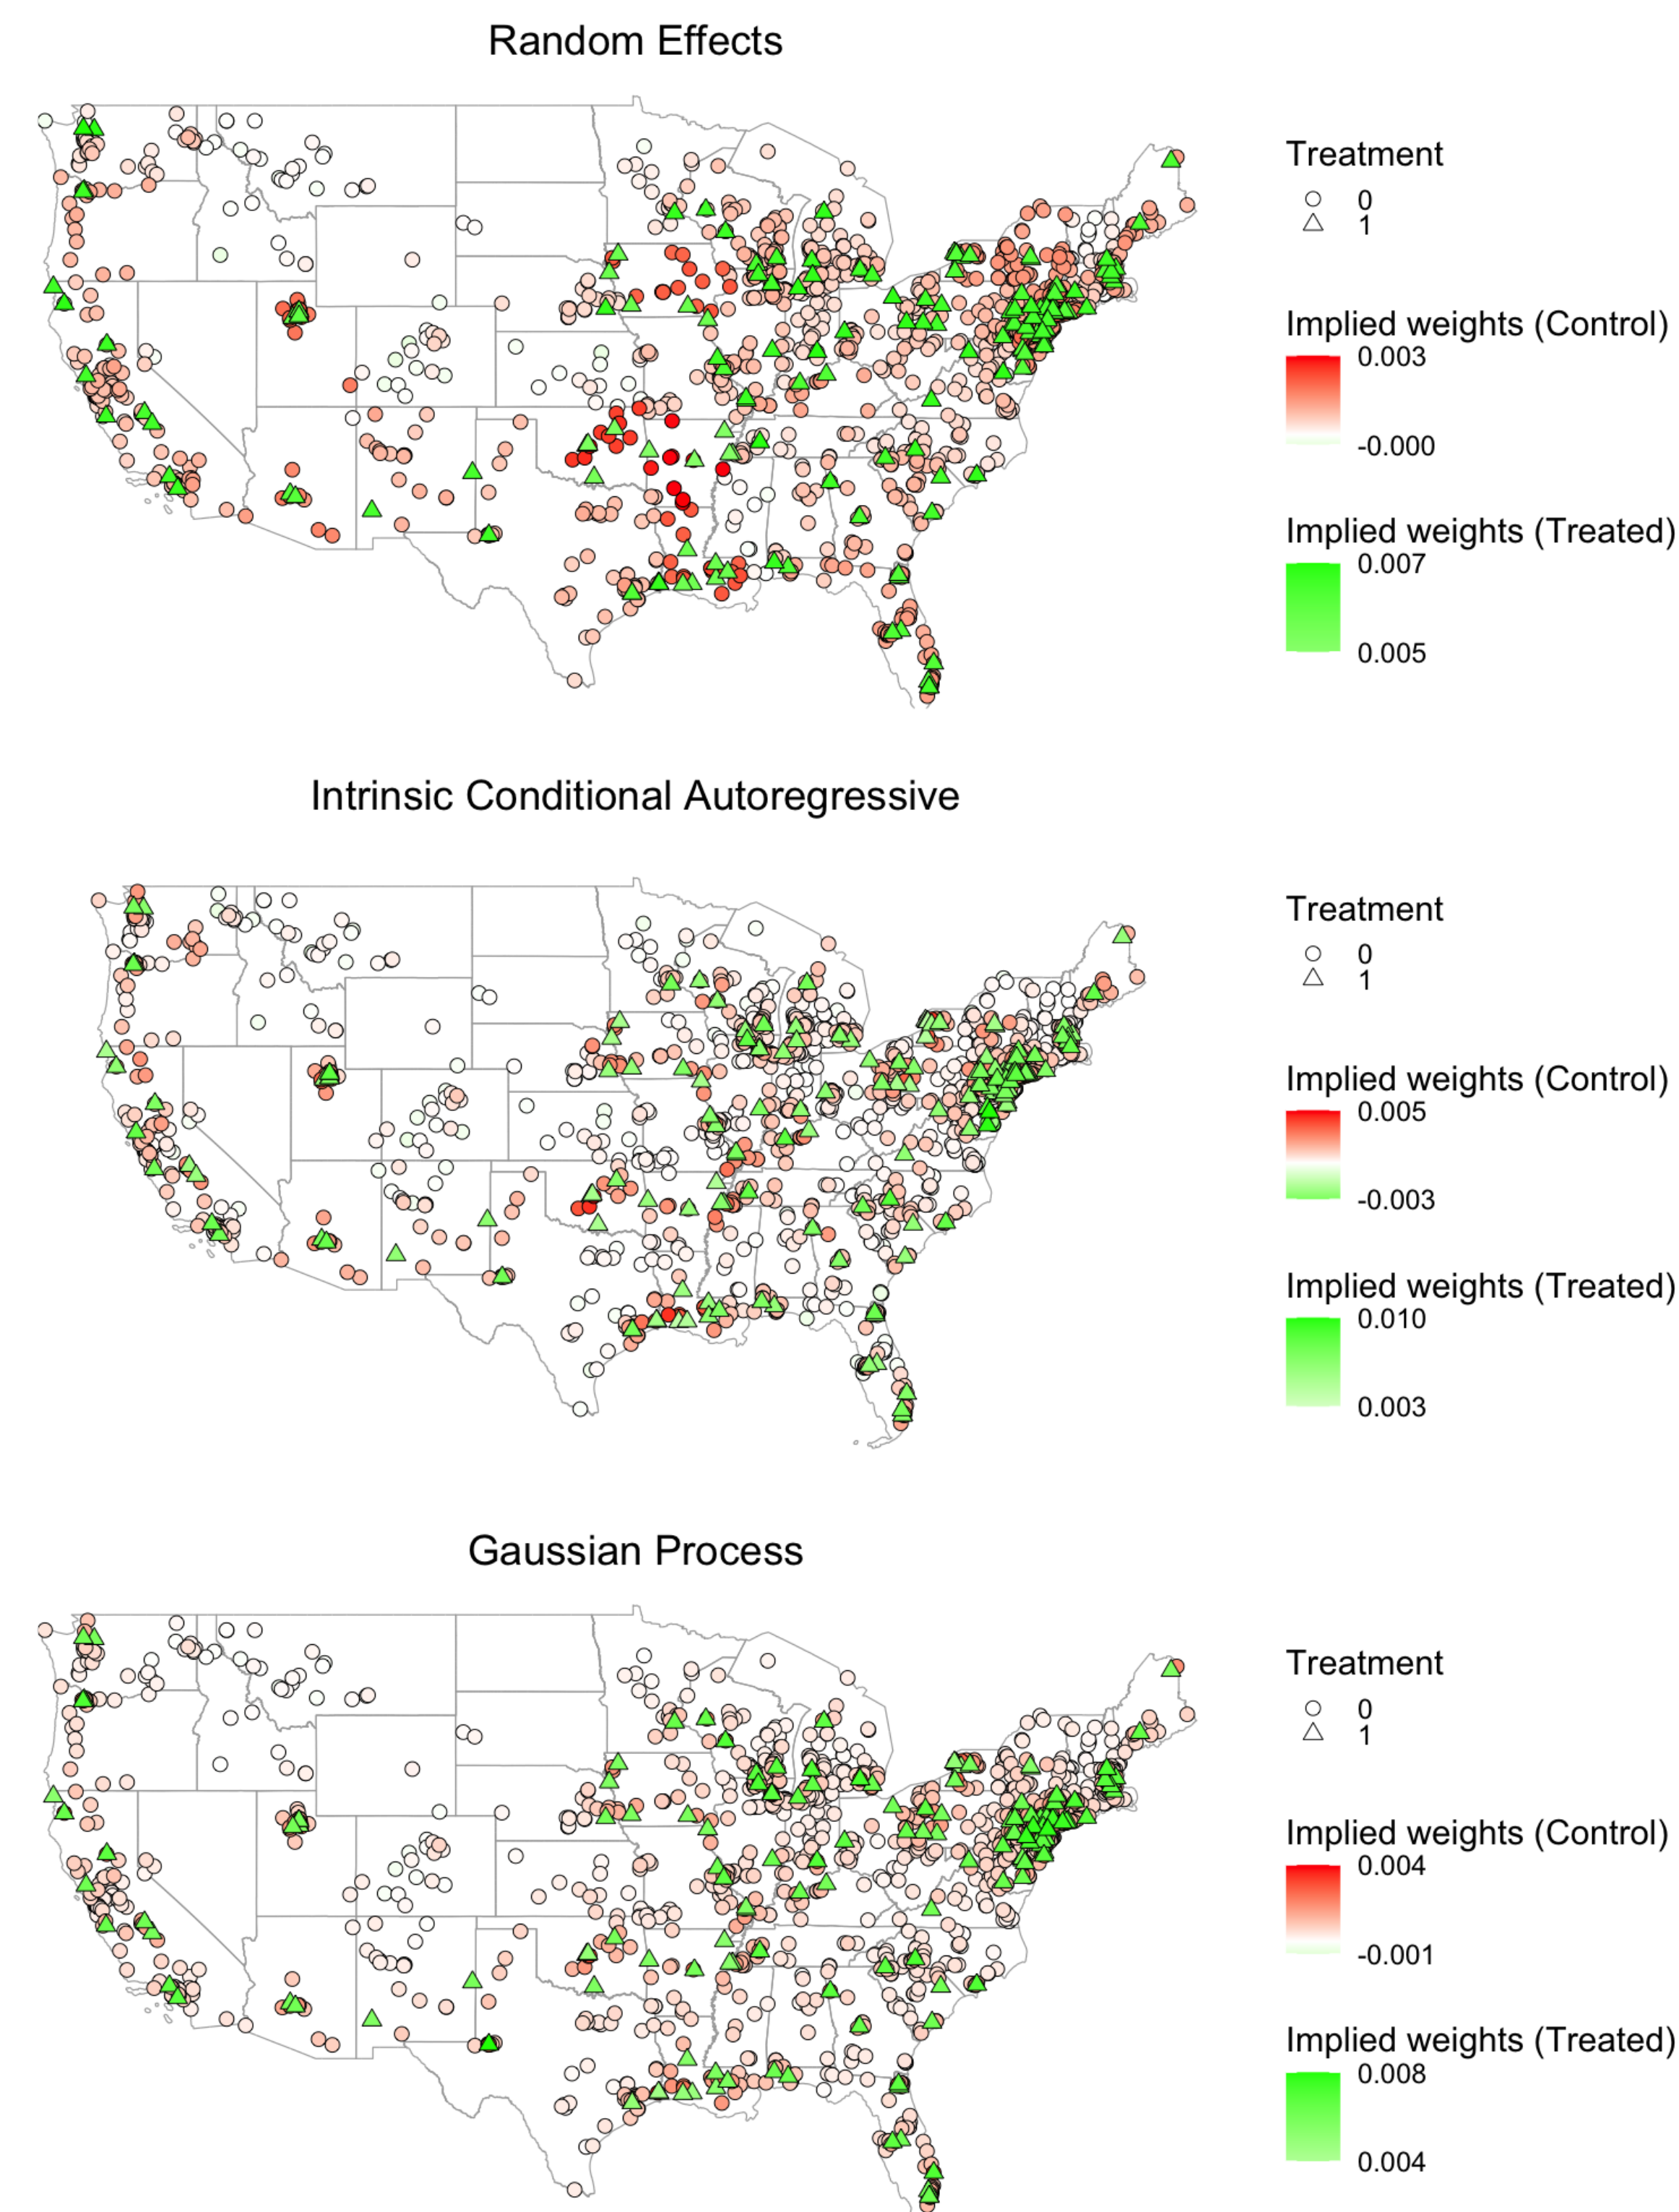 Random Effects
Treatment
0
1
Implied weights (Control)
0.003
-0.000
Implied weights (Treated)
0.007
0.005
Intrinsic Conditional Autoregressive
Treatment
0
1
Implied weights (Control)
0.005
-0.003
Implied weights (Treated)
0.010
0.003
Gaussian Process
Treatment
0
1
Implied weights (Control)
0.004
-0.001
Implied weights (Treated)
0.008
0.004